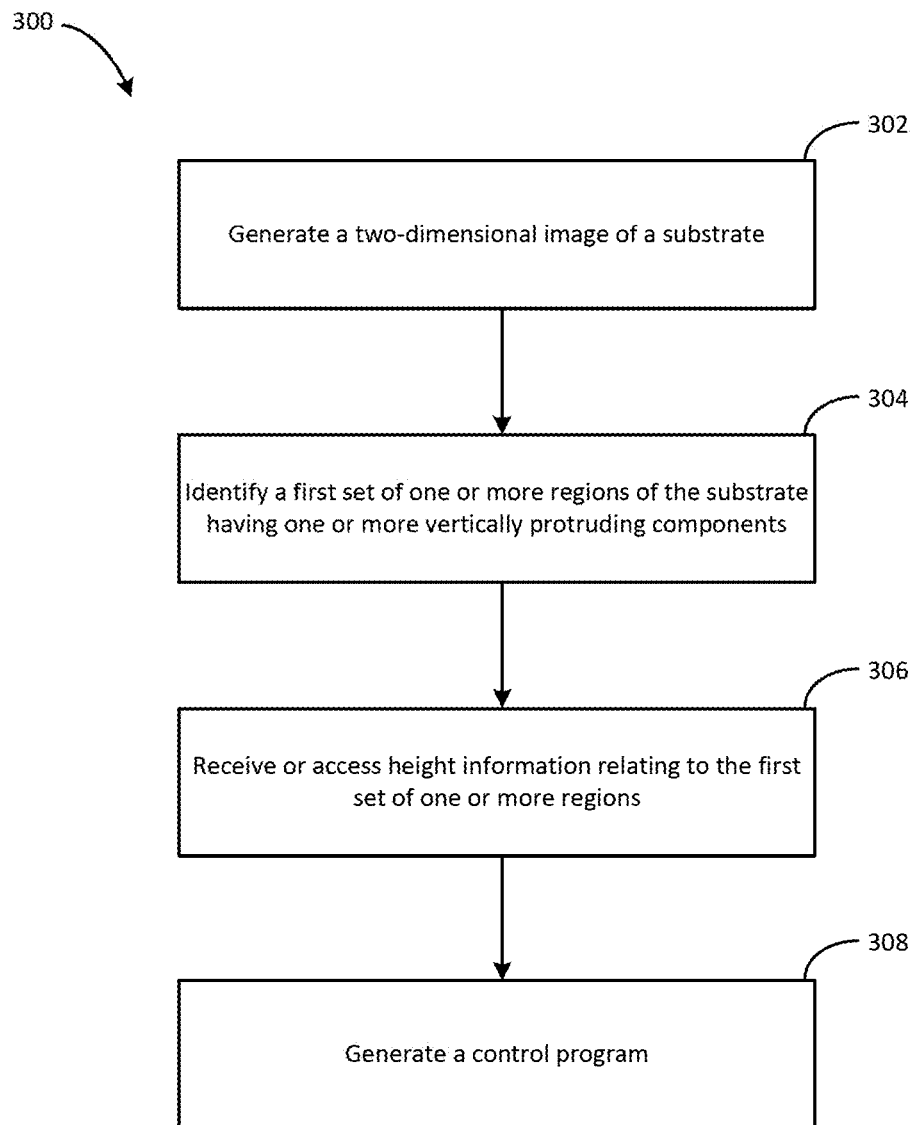 300
302
Generate a two-dimensional image of a substrate
304
Identify a first set of one or more regions of the substrate
having one or more vertically protruding components
306
Receive or access height information relating to the first
set of one or more regions
308
Generate a control program